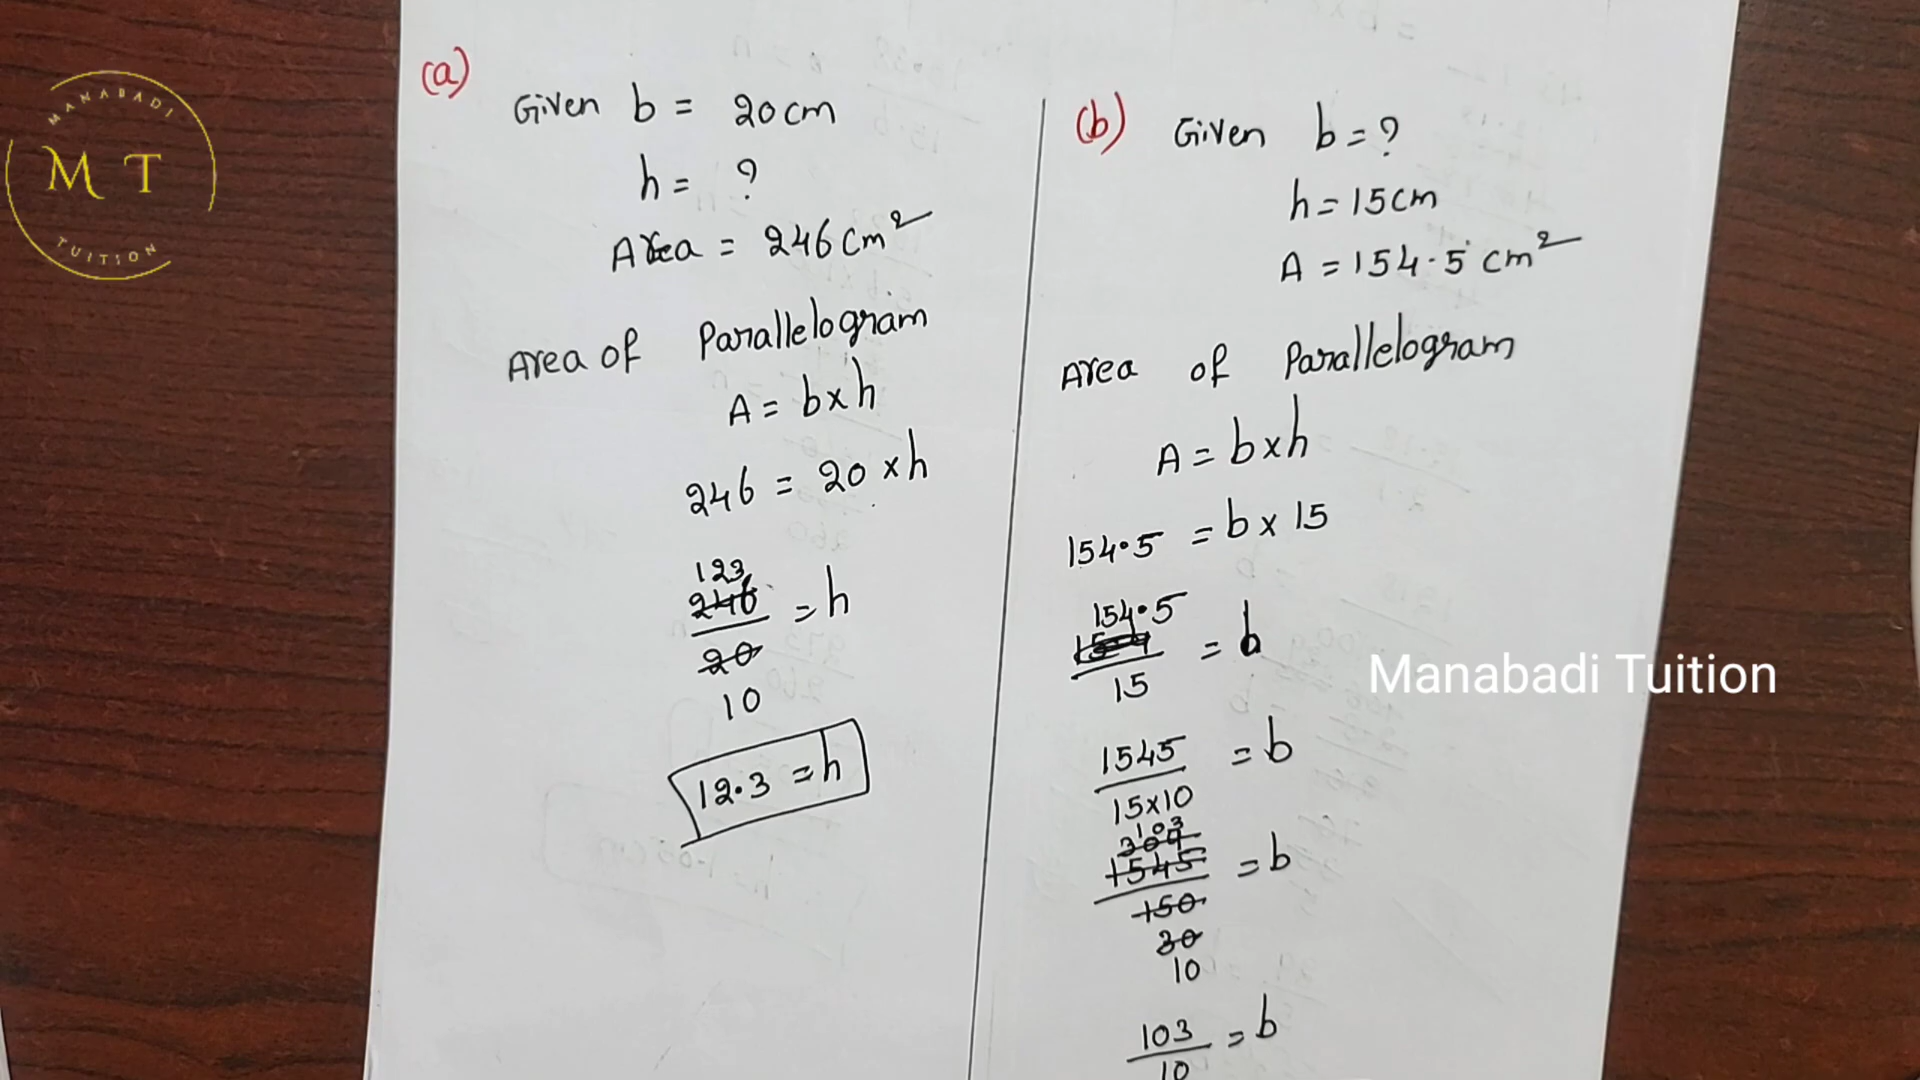 MANABADI
M T
TUITION
(a)
Given b = 20cm
h = ?
Area = 246 cm²
Area of Parallelogram
A = b×h
246 = 20 × h
123
246 = h
20
10
12.3 = h
(b)
Given b = ?
h = 15cm
A = 154.5 cm²
Area of Parallelogram
A = b×h
154.5 = b × 15
154.5
= b
15
1545 = b
15×10
103
309
1545 = b
150
30
10
103 = b
10
Manabadi Tuition